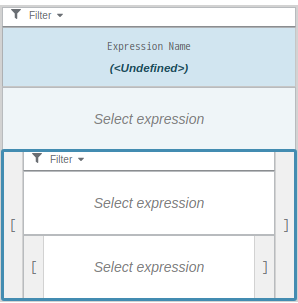 Filter
Expression Name
(<Undefined>)
Select expression
Filter
[ ]
Select expression
[ Select expression ]